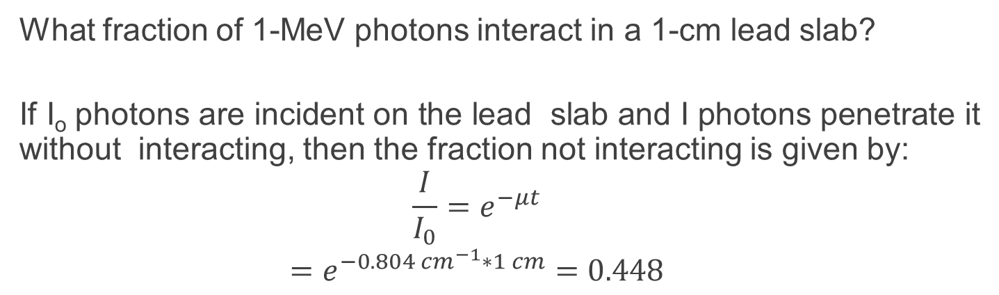 What fraction of 1-MeV photons interact in a 1-cm lead slab?
If Iₒ photons are incident on the lead slab and I photons penetrate it
without interacting, then the fraction not interacting is given by:
I/I₀ = e^{−μt}
= e^{−0.804 cm^{−1}*1 cm} = 0.448